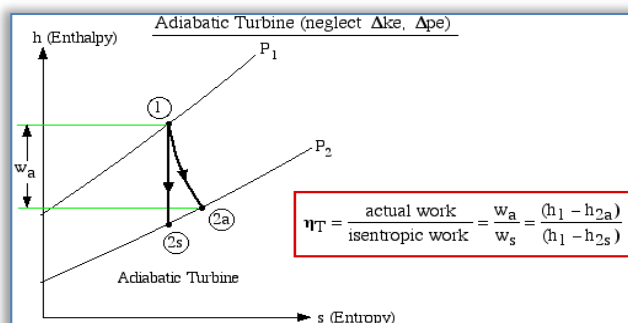 Adiabatic Turbine (neglect Δke, Δpe)
h (Enthalpy)
P1
1
wa
P2
2s
2a
ηT = actual work / isentropic work = wa / ws = (h1 − h2a) / (h1 − h2s)
Adiabatic Turbine
s (Entropy)